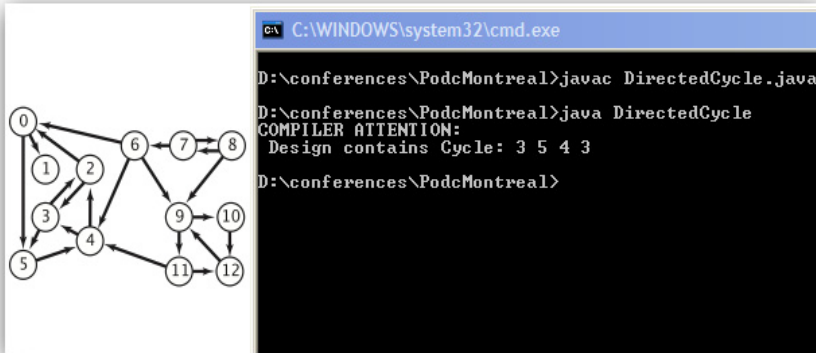 0
6
7
8
1
2
3
9
10
4
5
11
12
C:\WINDOWS\system32\cmd.exe
D:\conferences\PodcMontreal>javac DirectedCycle.java
D:\conferences\PodcMontreal>java DirectedCycle
COMPILER ATTENTION:
Design contains Cycle: 3 5 4 3
D:\conferences\PodcMontreal>